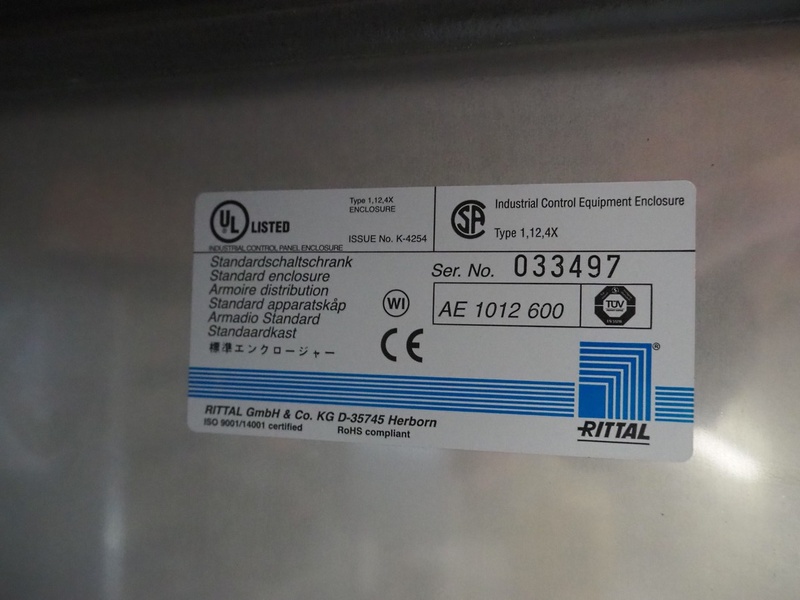 UL LISTED
Type 1,12,4X
ENCLOSURE
ISSUE No. K-4254
INDUSTRIAL CONTROL PANEL ENCLOSURE
SA
Industrial Control Equipment Enclosure
Type 1,12,4X
Standardschaltschrank
Standard enclosure
Armoire distribution
Standard apparatskåp
Armadio Standard
Standaardkast
標準エンクロージャー
WI
CE
Ser. No. 033497
AE 1012 600
TÜV
RITTAL GmbH & Co. KG D-35745 Herborn
ISO 9001/14001 certified
RoHS compliant
®
RITTAL